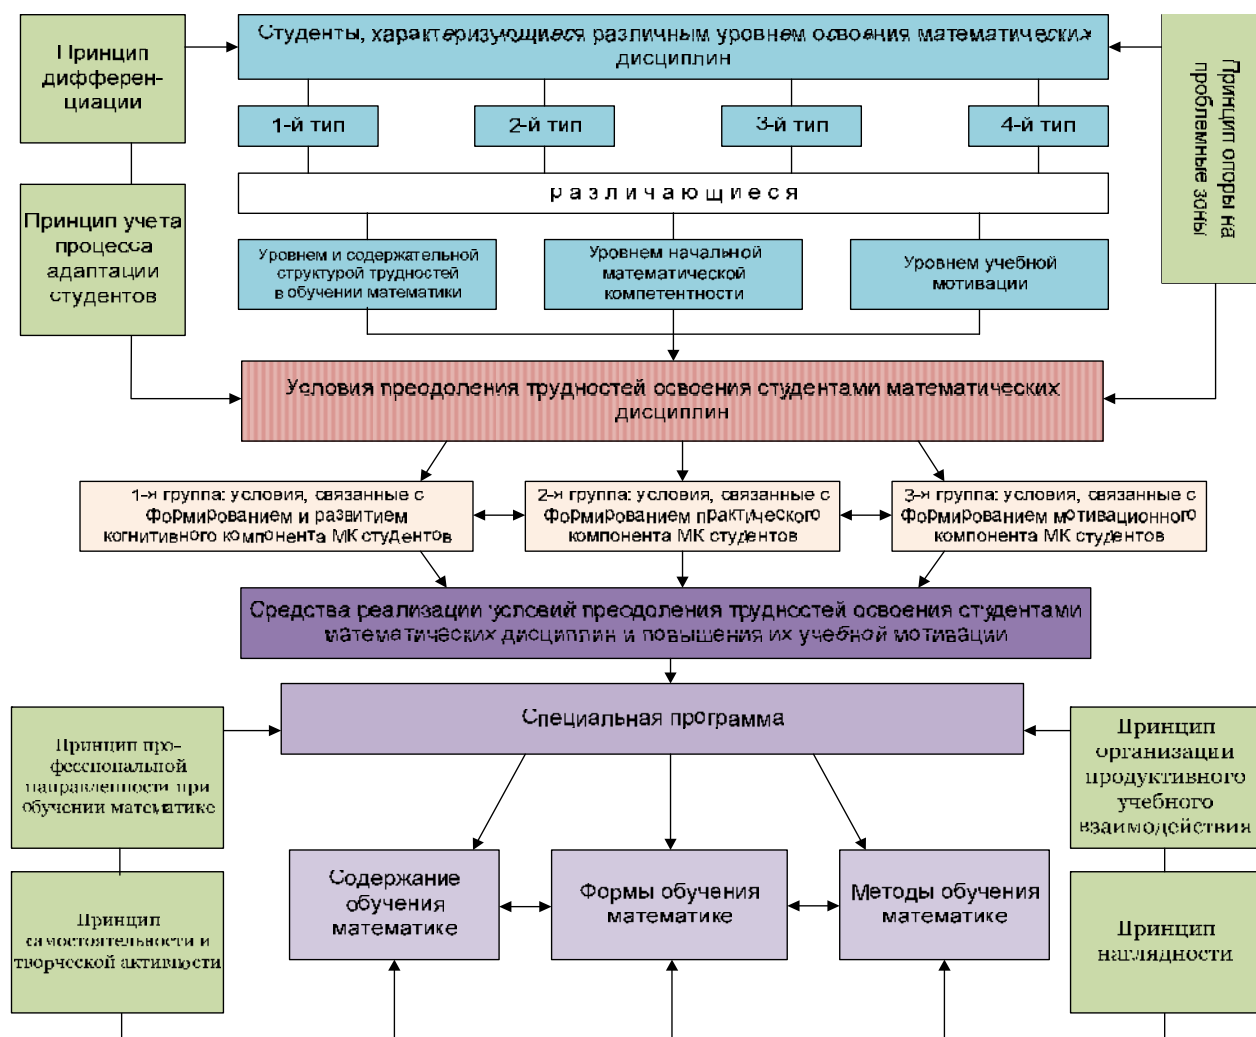 Принцип
дифферен-
циации
Студенты, характеризующиеся различным уровнем освоения математических
дисциплин
Принцип опоры на
проблемные зоны
1-й тип
2-й тип
3-й тип
4-й тип
различающиеся
Принцип учета
процесса
адаптации
студентов
Уровнем и содержательной
структурой трудностей
в обучении математики
Уровнем начальной
математической
компетентности
Уровнем учебной
мотивации
Условия преодоления трудностей освоения студентами математических
дисциплин
1-я группа: условия, связанные с
формированием и развитием
когнитивного компонента МК студентов
2-я группа: условия, связанные с
формированием практического
компонента МК студентов
3-я группа: условия, связанные с
формированием мотивационного
компонента МК студентов
Средства реализации условий преодоления трудностей освоения студентами
математических дисциплин и повышения их учебной мотивации
Специальная программа
Принцип про-
фессиональной
направленности при
обучении математике
Принцип
организации
продуктивного
учебного
взаимодействия
Содержание
обучения
математике
Формы обучения
математике
Методы обучения
математике
Принцип
самостоятельности и
творческой активности
Принцип
наглядности